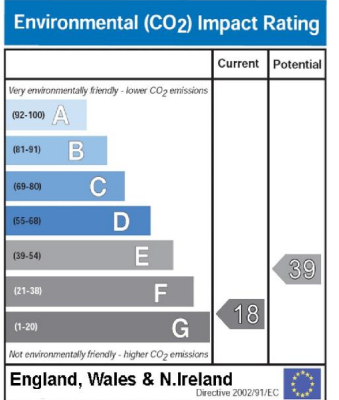 Environmental (CO2) Impact Rating
Current Potential
Very environmentally friendly - lower CO2 emissions
(92-100) A
(81-91) B
(69-80) C
(55-68) D
(39-54) E
39
(21-38) F
18
(1-20) G
Not environmentally friendly - higher CO2 emissions
England, Wales & N.Ireland
Directive 2002/91/EC